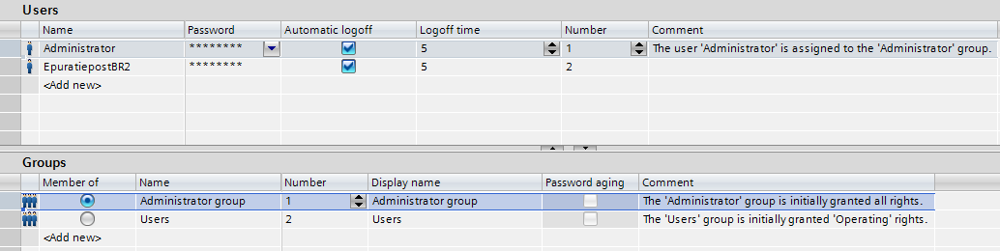 Users
Name Password Automatic logoff Logoff time Number Comment
Administrator ******** 5 1 The user 'Administrator' is assigned to the 'Administrator' group.
EpuratiepostBR2 ******** 5 2
<Add new>
Groups
Member of Name Number Display name Password aging Comment
Administrator group 1 Administrator group The 'Administrator' group is initially granted all rights.
Users 2 Users The 'Users' group is initially granted 'Operating' rights.
<Add new>